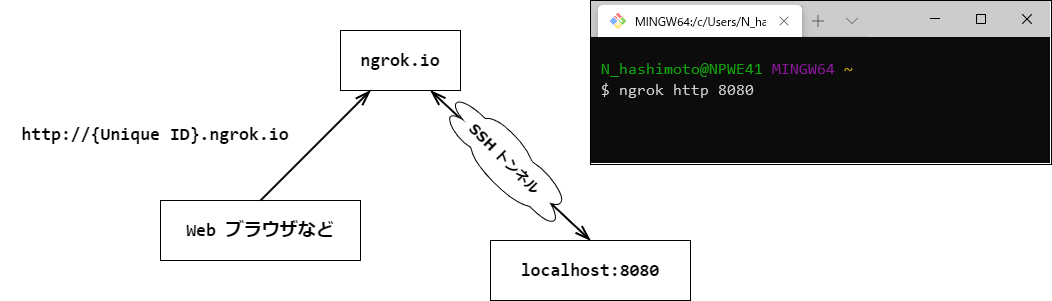 ngrok.io
http://{Unique ID}.ngrok.io
SSH トンネル
Web ブラウザなど
localhost:8080
MINGW64:/c/Users/N_ha
N_hashimoto@NPWE41 MINGW64 ~
$ ngrok http 8080